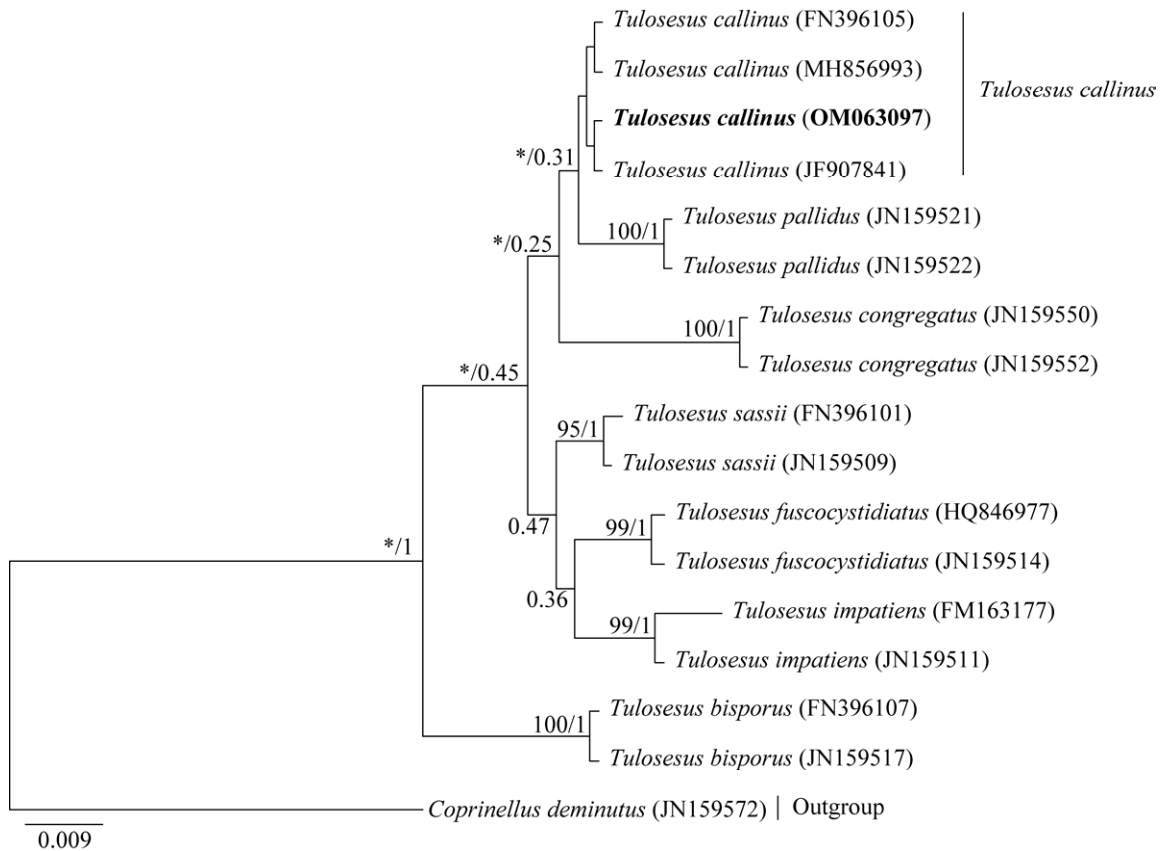 Tulosesus callinus (FN396105)
Tulosesus callinus (MH856993)
Tulosesus callinus
Tulosesus callinus (OM063097)
*/0.31
Tulosesus callinus (JF907841)
Tulosesus pallidus (JN159521)
100/1
*/0.25
Tulosesus pallidus (JN159522)
Tulosesus congregatus (JN159550)
100/1
Tulosesus congregatus (JN159552)
*/0.45
Tulosesus sassii (FN396101)
95/1
Tulosesus sassii (JN159509)
Tulosesus fuscocystidiatus (HQ846977)
0.47
99/1
*/1
Tulosesus fuscocystidiatus (JN159514)
0.36
Tulosesus impatiens (FM163177)
99/1
Tulosesus impatiens (JN159511)
Tulosesus bisporus (FN396107)
100/1
Tulosesus bisporus (JN159517)
Coprinellus deminutus (JN159572) | Outgroup
0.009